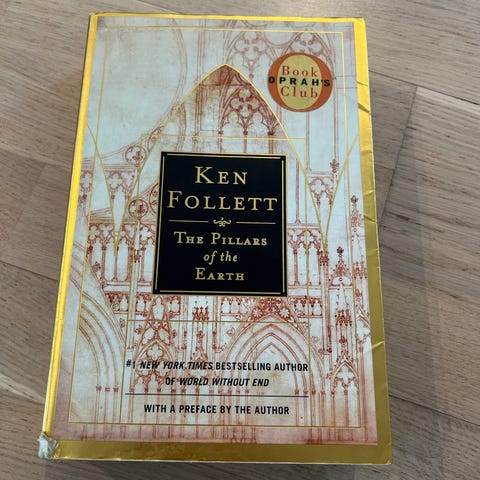 Book
OPRAH'S
Club
KEN
FOLLETT
THE PILLARS
of the
EARTH
#1 NEW YORK TIMES BESTSELLING AUTHOR
OF WORLD WITHOUT END
WITH A PREFACE BY THE AUTHOR